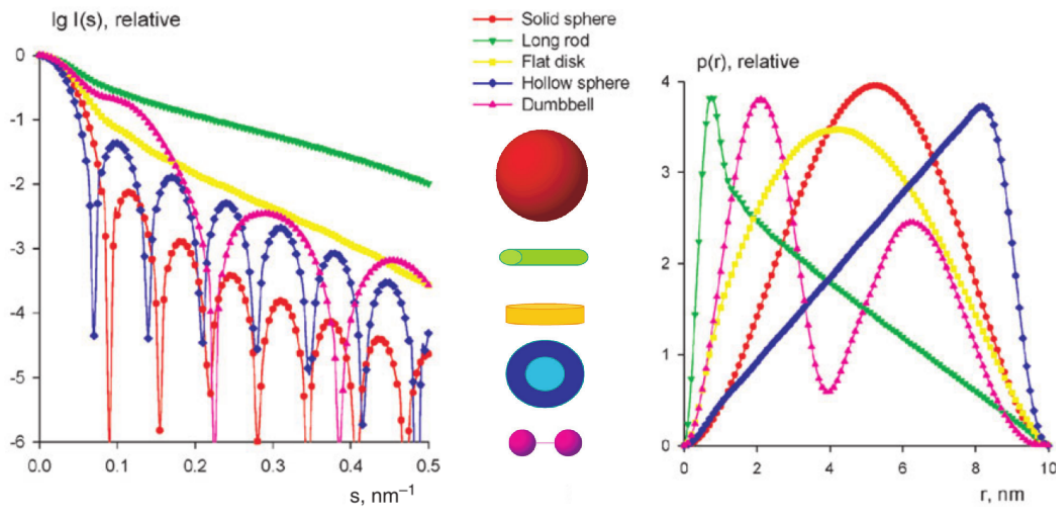 lg I(s), relative
0
-1
-2
-3
-4
-5
-6
0.0 0.1 0.2 0.3 0.4 0.5
s, nm⁻¹
Solid sphere
Long rod
Flat disk
Hollow sphere
Dumbbell
p(r), relative
4
3
2
1
0
0 2 4 6 8 10
r, nm